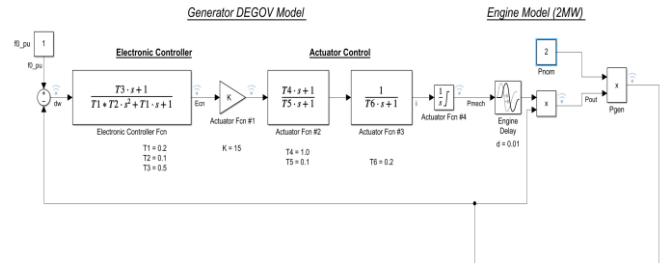 Generator DEGOV Model
Engine Model (2MW)
f0_pu
1
f0_pu
Electronic Controller
Actuator Control
2
Pnom
dw
T3·s+1
T1*T2·s²+T1·s+1
Ecn
K
T4·s+1
T5·s+1
1
T6·s+1
i
1
s
Pmech
x
Pout
x
Pgen
Electronic Controller Fcn
Actuator Fcn #1
Actuator Fcn #2
Actuator Fcn #3
Actuator Fcn #4
Engine
Delay
d = 0.01
T1 = 0.2
T2 = 0.1
T3 = 0.5
K = 15
T4 = 1.0
T5 = 0.1
T6 = 0.2